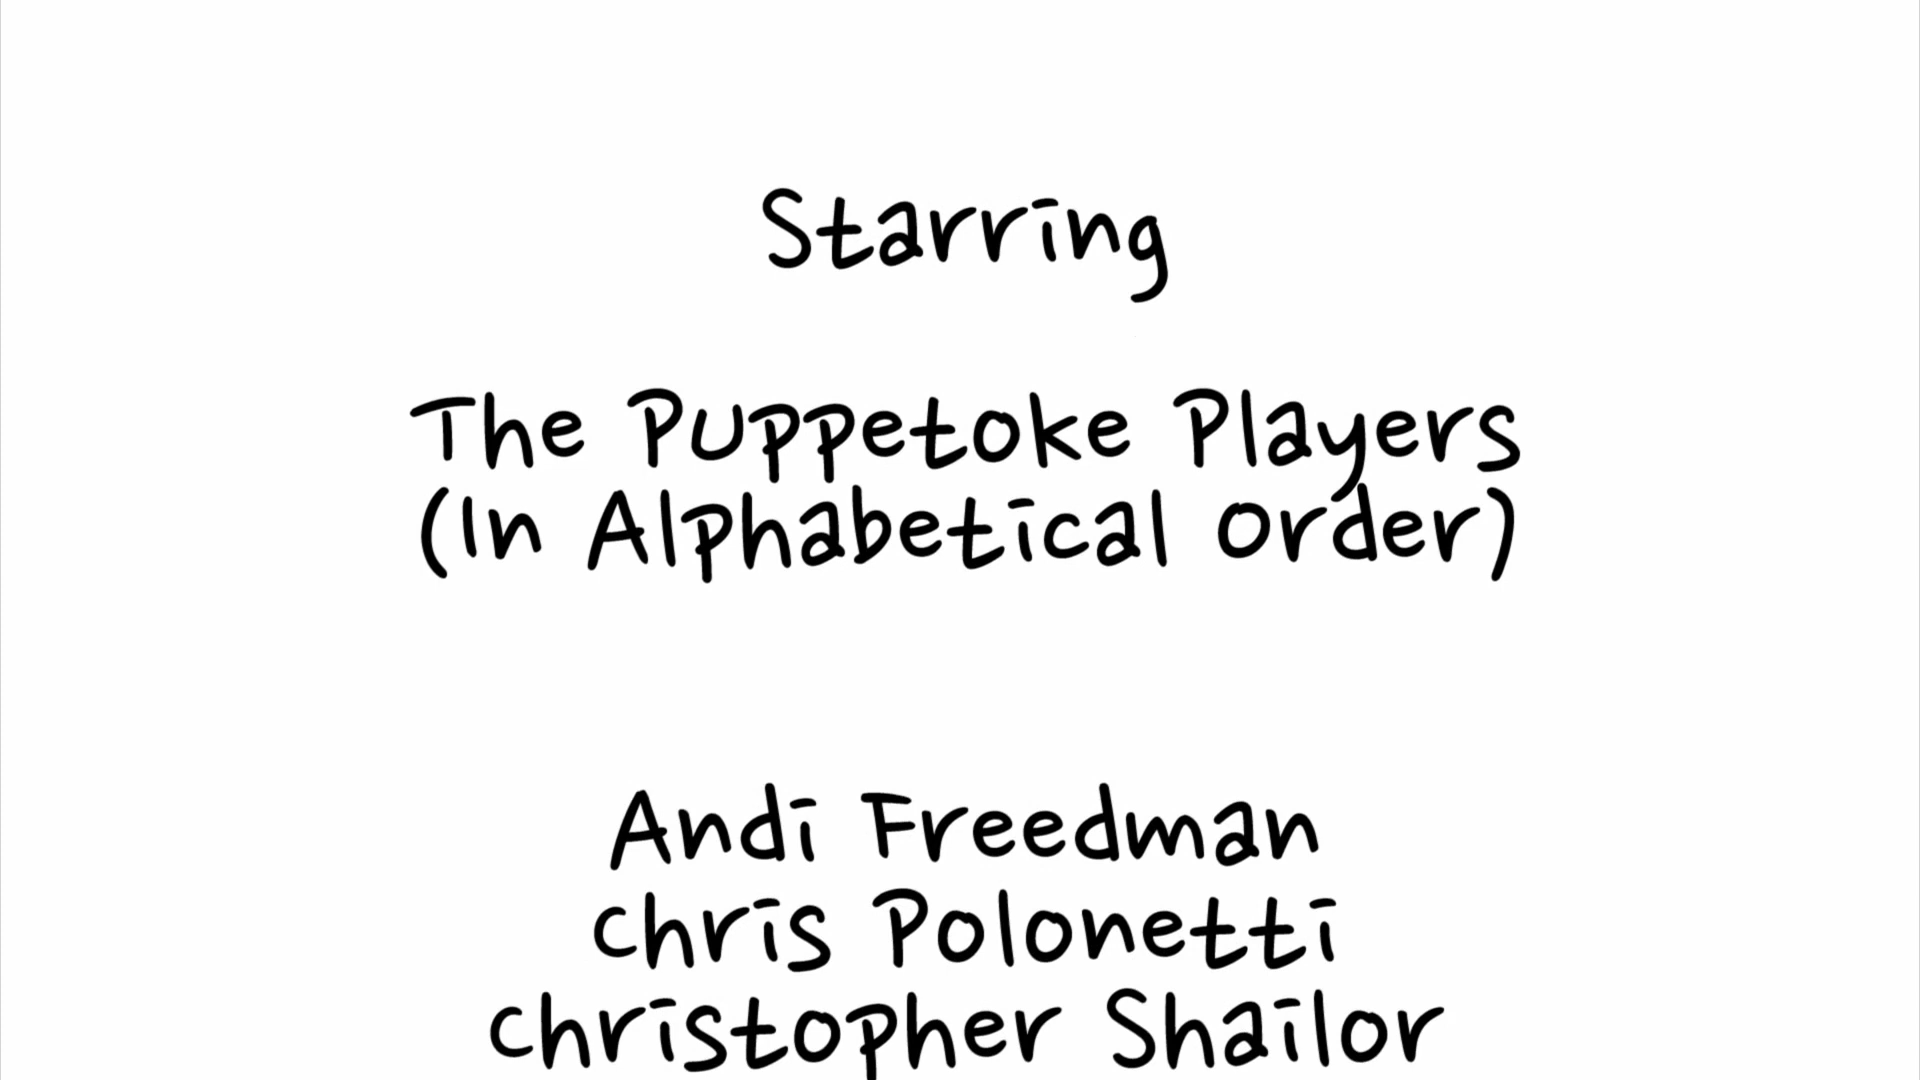 Starring
The Puppetoke Players
(In Alphabetical Order)
Andi Freedman
Chris Polonetti
Christopher Shailor